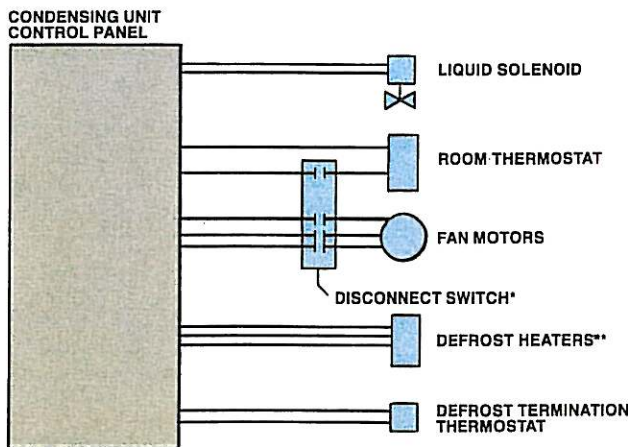 CONDENSING UNIT
CONTROL PANEL
LIQUID SOLENOID
ROOM THERMOSTAT
FAN MOTORS
DISCONNECT SWITCH*
DEFROST HEATERS**
DEFROST TERMINATION
THERMOSTAT